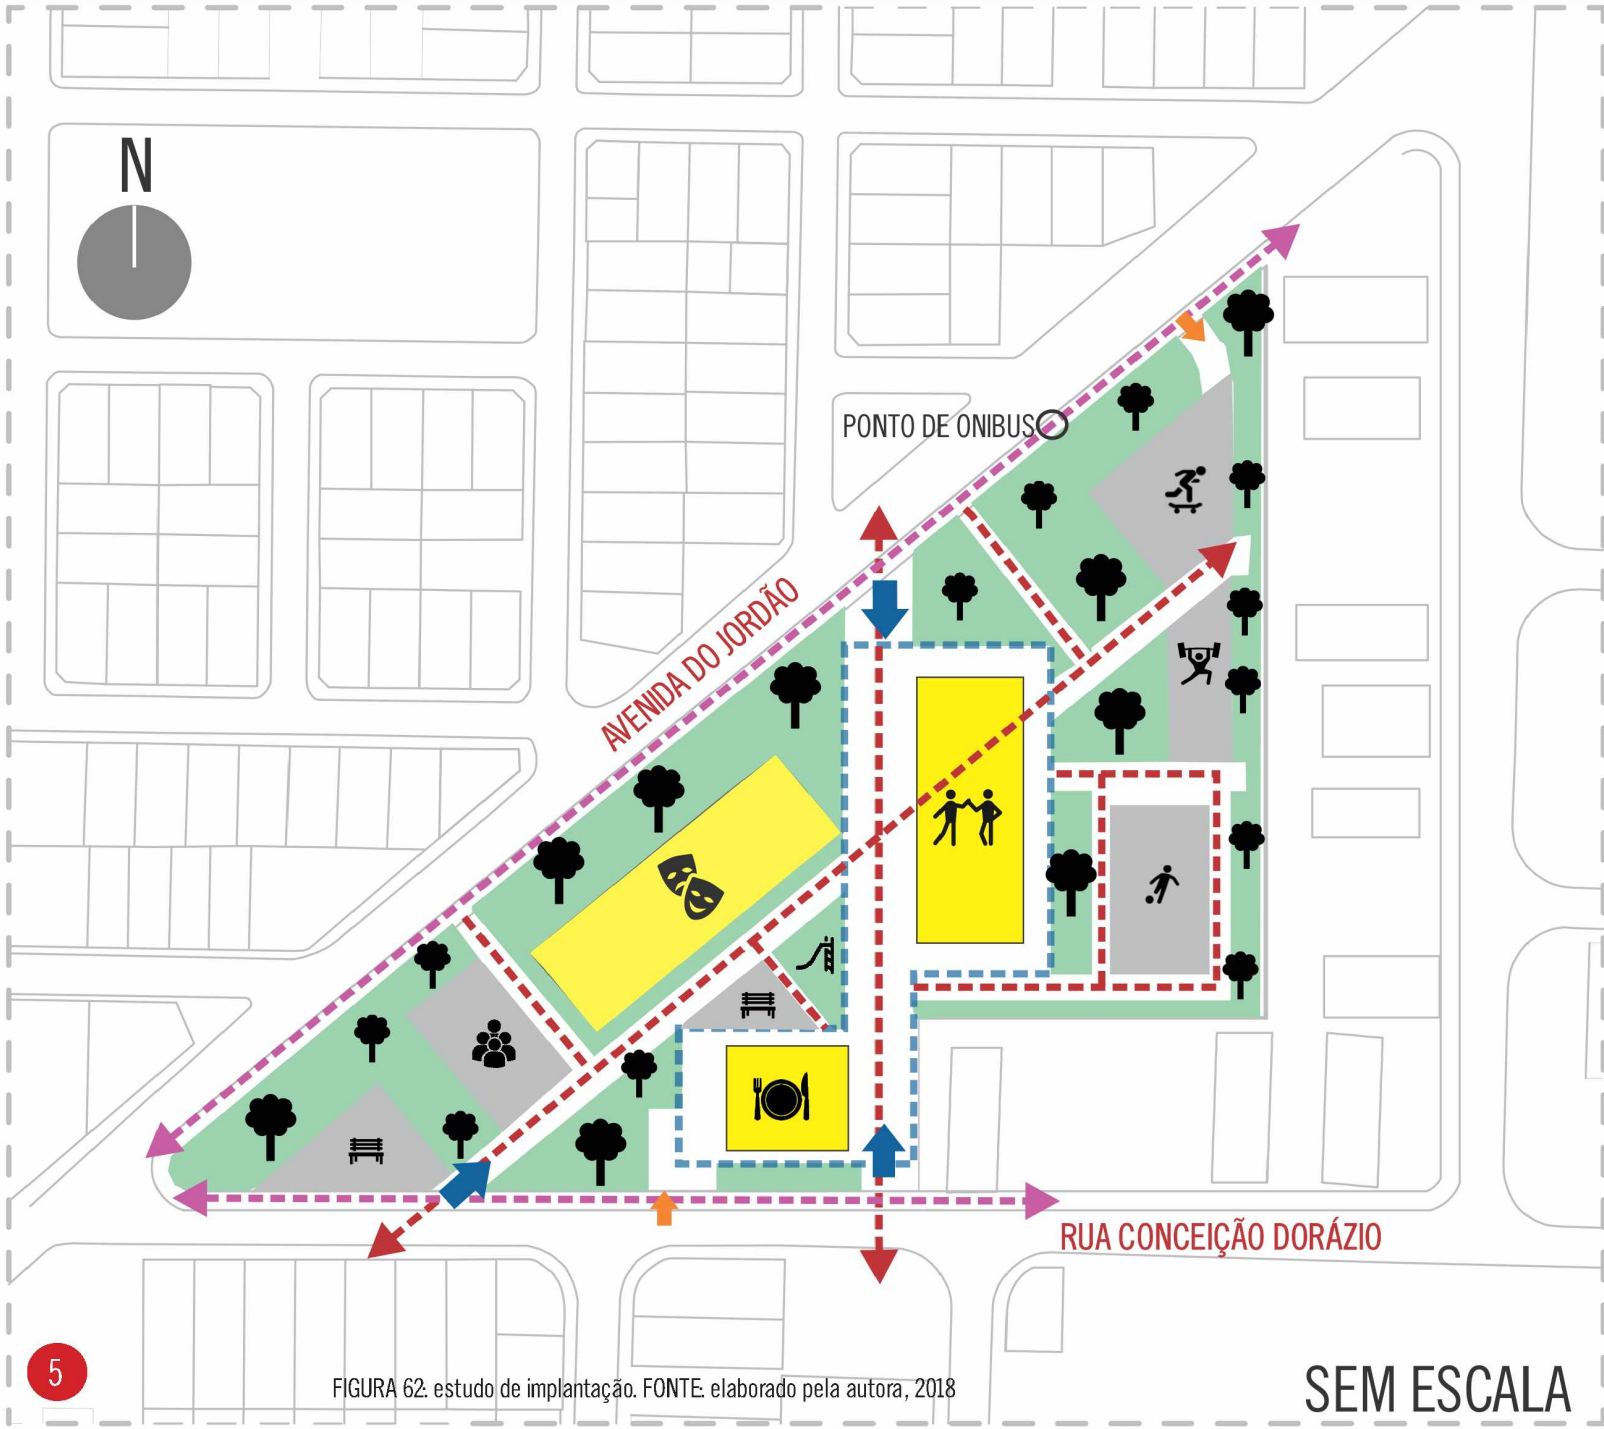 N
PONTO DE ONIBUS
AVENIDA DO JORDÃO
RUA CONCEIÇÃO DORÁZIO
5
FIGURA 62: estudo de implantação. FONTE: elaborado pela autora, 2018
SEM ESCALA